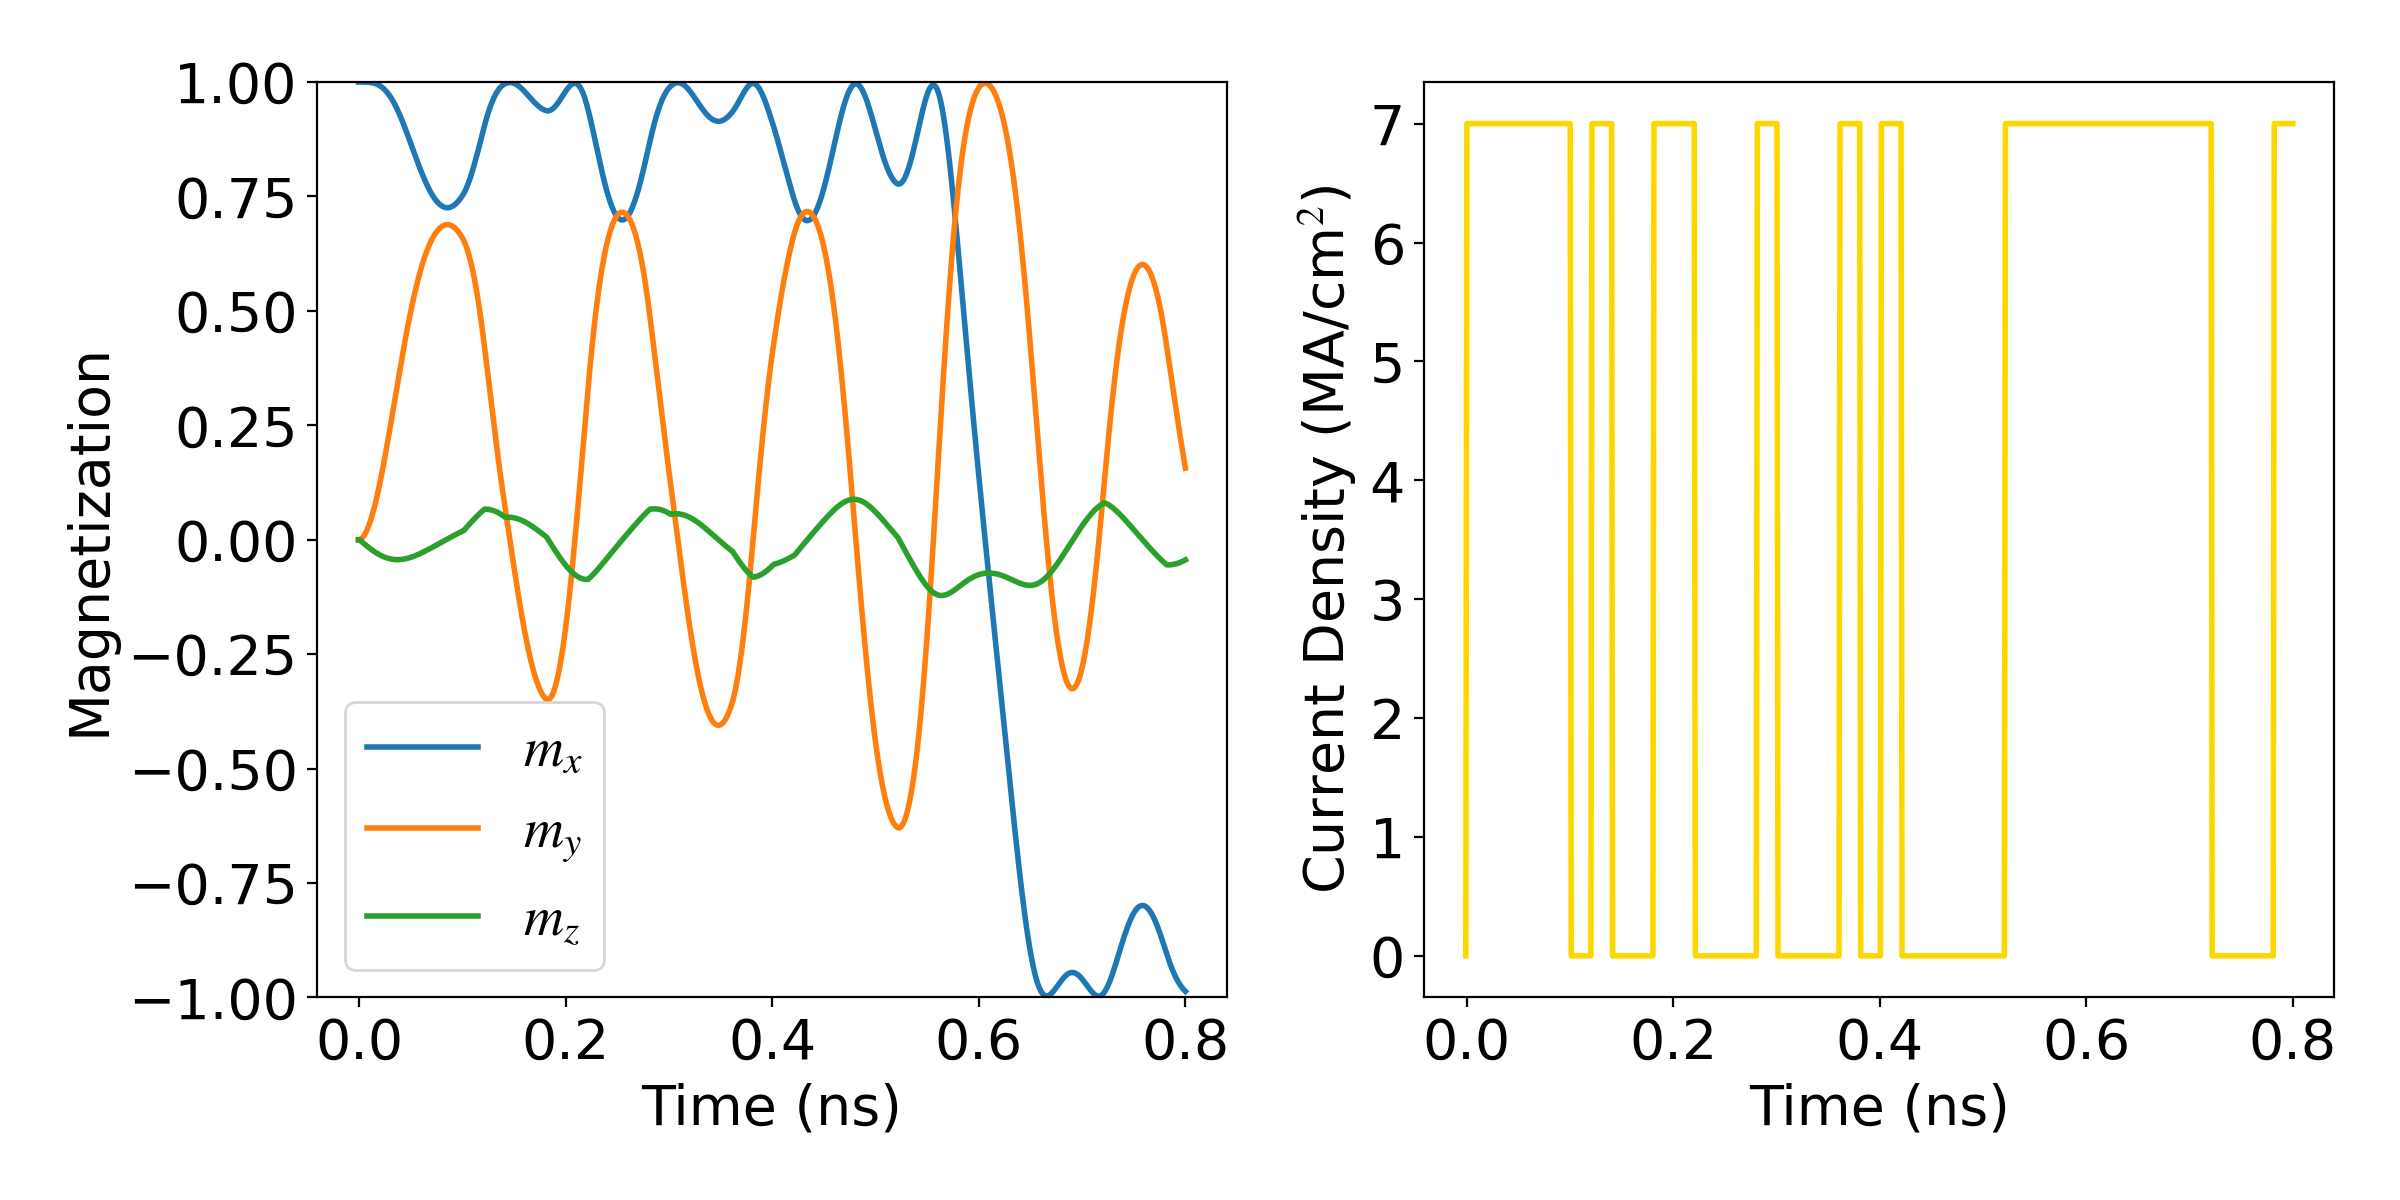 Magnetization
1.00
0.75
0.50
0.25
0.00
−0.25
−0.50
−0.75
−1.00
m_x
m_y
m_z
0.0 0.2 0.4 0.6 0.8
Time (ns)
Current Density (MA/cm²)
7
6
5
4
3
2
1
0
0.0 0.2 0.4 0.6 0.8
Time (ns)